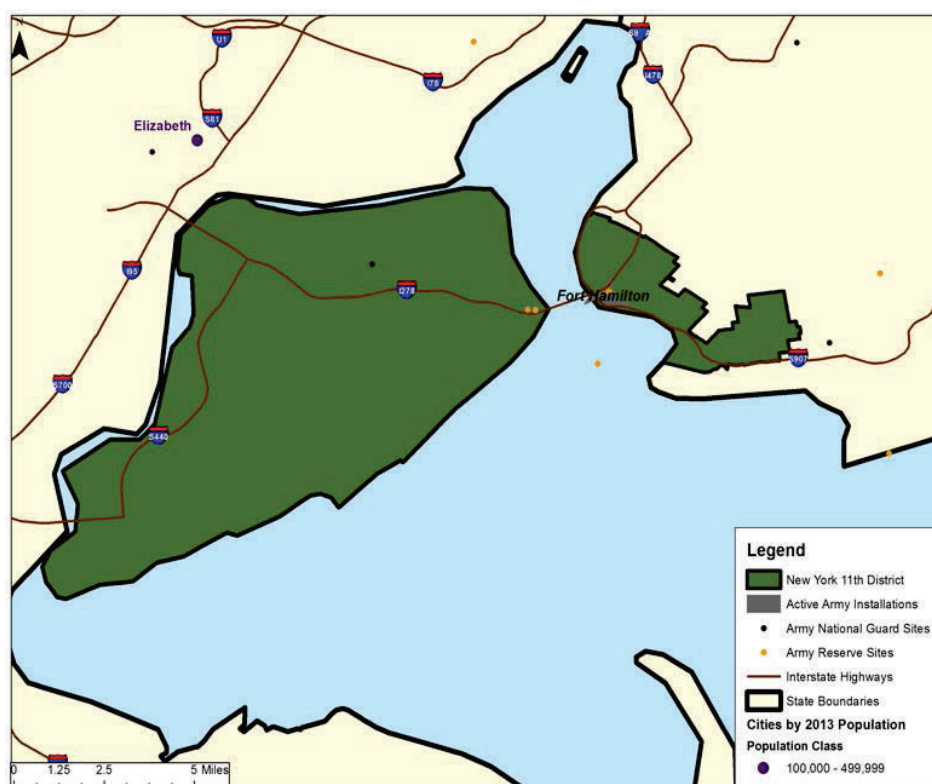 N
U1
S9 A
I78
I478
S81
Elizabeth
I95
I278
Fort Hamilton
S700
S907
S440
Legend
New York 11th District
Active Army Installations
Army National Guard Sites
Army Reserve Sites
Interstate Highways
State Boundaries
Cities by 2013 Population
Population Class
100,000 - 499,999
0 1.25 2.5 5 Miles